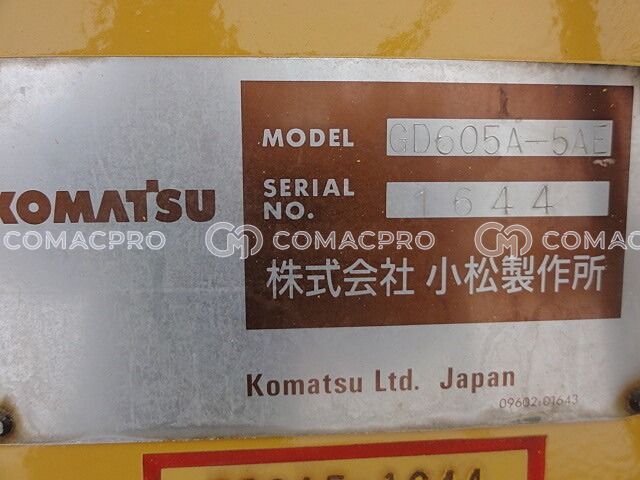 MODEL GD605A-5AE
SERIAL NO. 1644
KOMATSU
COMACPRO COMACPRO COMACPRO
株式会社 小松製作所
Komatsu Ltd. Japan
09602-01643